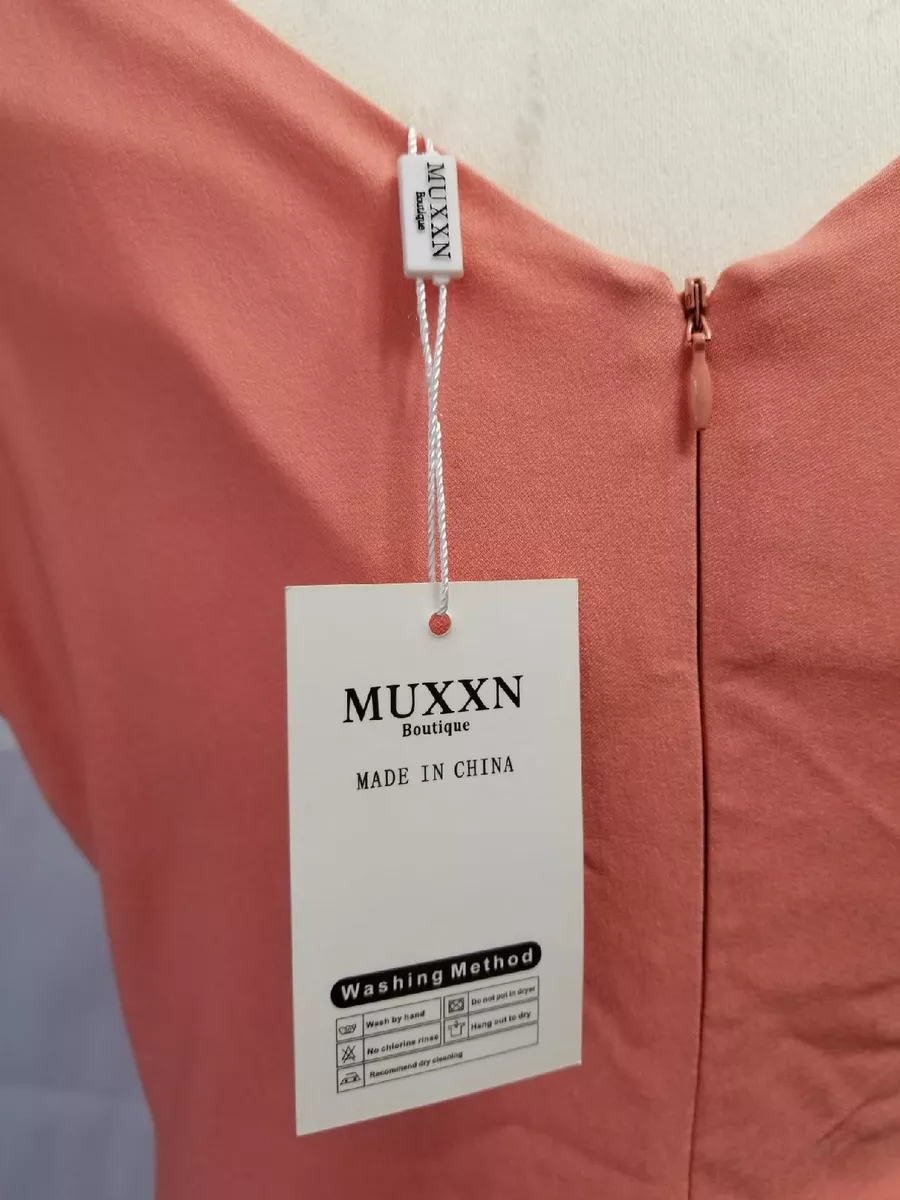 MUXXN
Boutique
MUXXN
Boutique
MADE IN CHINA
Washing Method
Wash by hand
Do not put in dryer
No chlorine rinse
Hang out to dry
Recommend dry cleaning